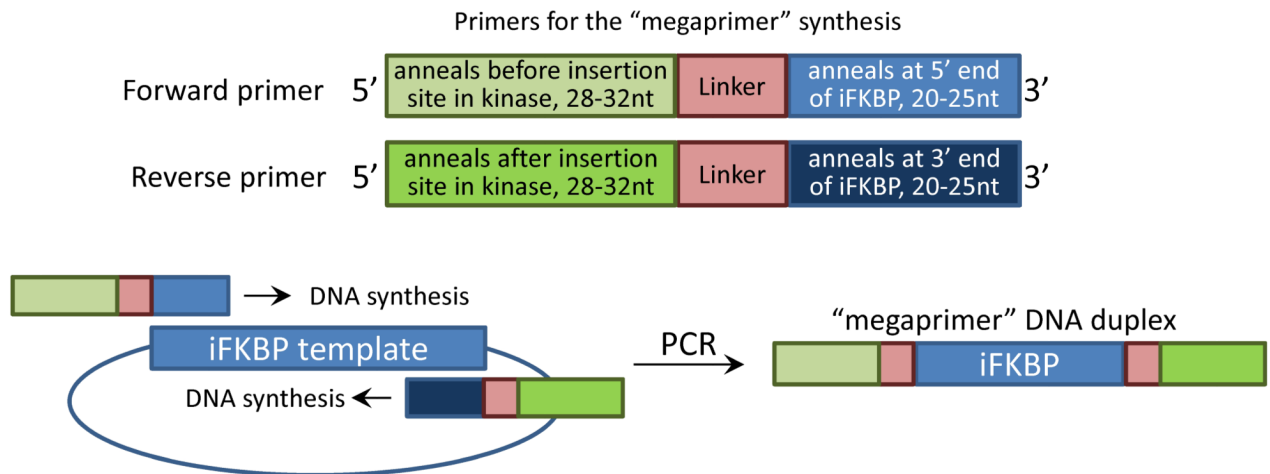 Primers for the “megaprimer” synthesis
Forward primer 5’ anneals before insertion site in kinase, 28-32nt Linker anneals at 5’ end of iFKBP, 20-25nt 3’
Reverse primer 5’ anneals after insertion site in kinase, 28-32nt Linker anneals at 3’ end of iFKBP, 20-25nt 3’
DNA synthesis
iFKBP template
DNA synthesis
PCR
“megaprimer” DNA duplex
iFKBP